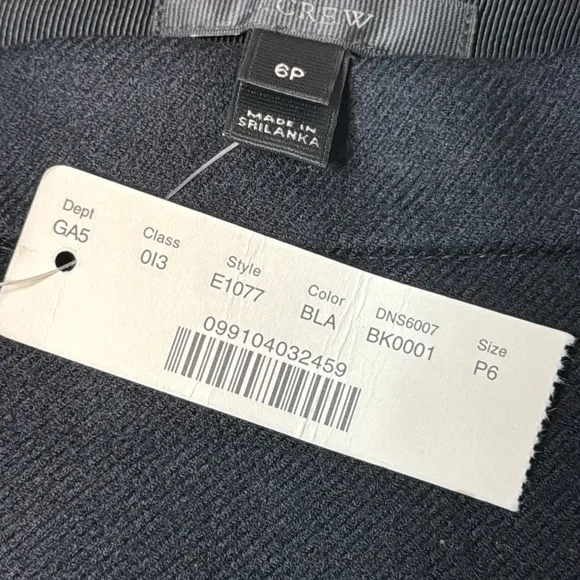 CREW
6P
MADE IN
SRILANKA
Dept Class Style Color DNS6007 Size
GA5 0I3 E1077 BLA BK0001 P6
099104032459